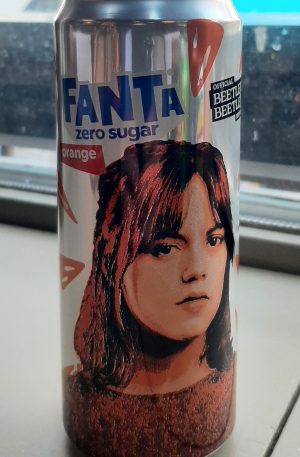 FANTA
zero sugar
orange
OFFICIAL
BEETLE
BEETLE